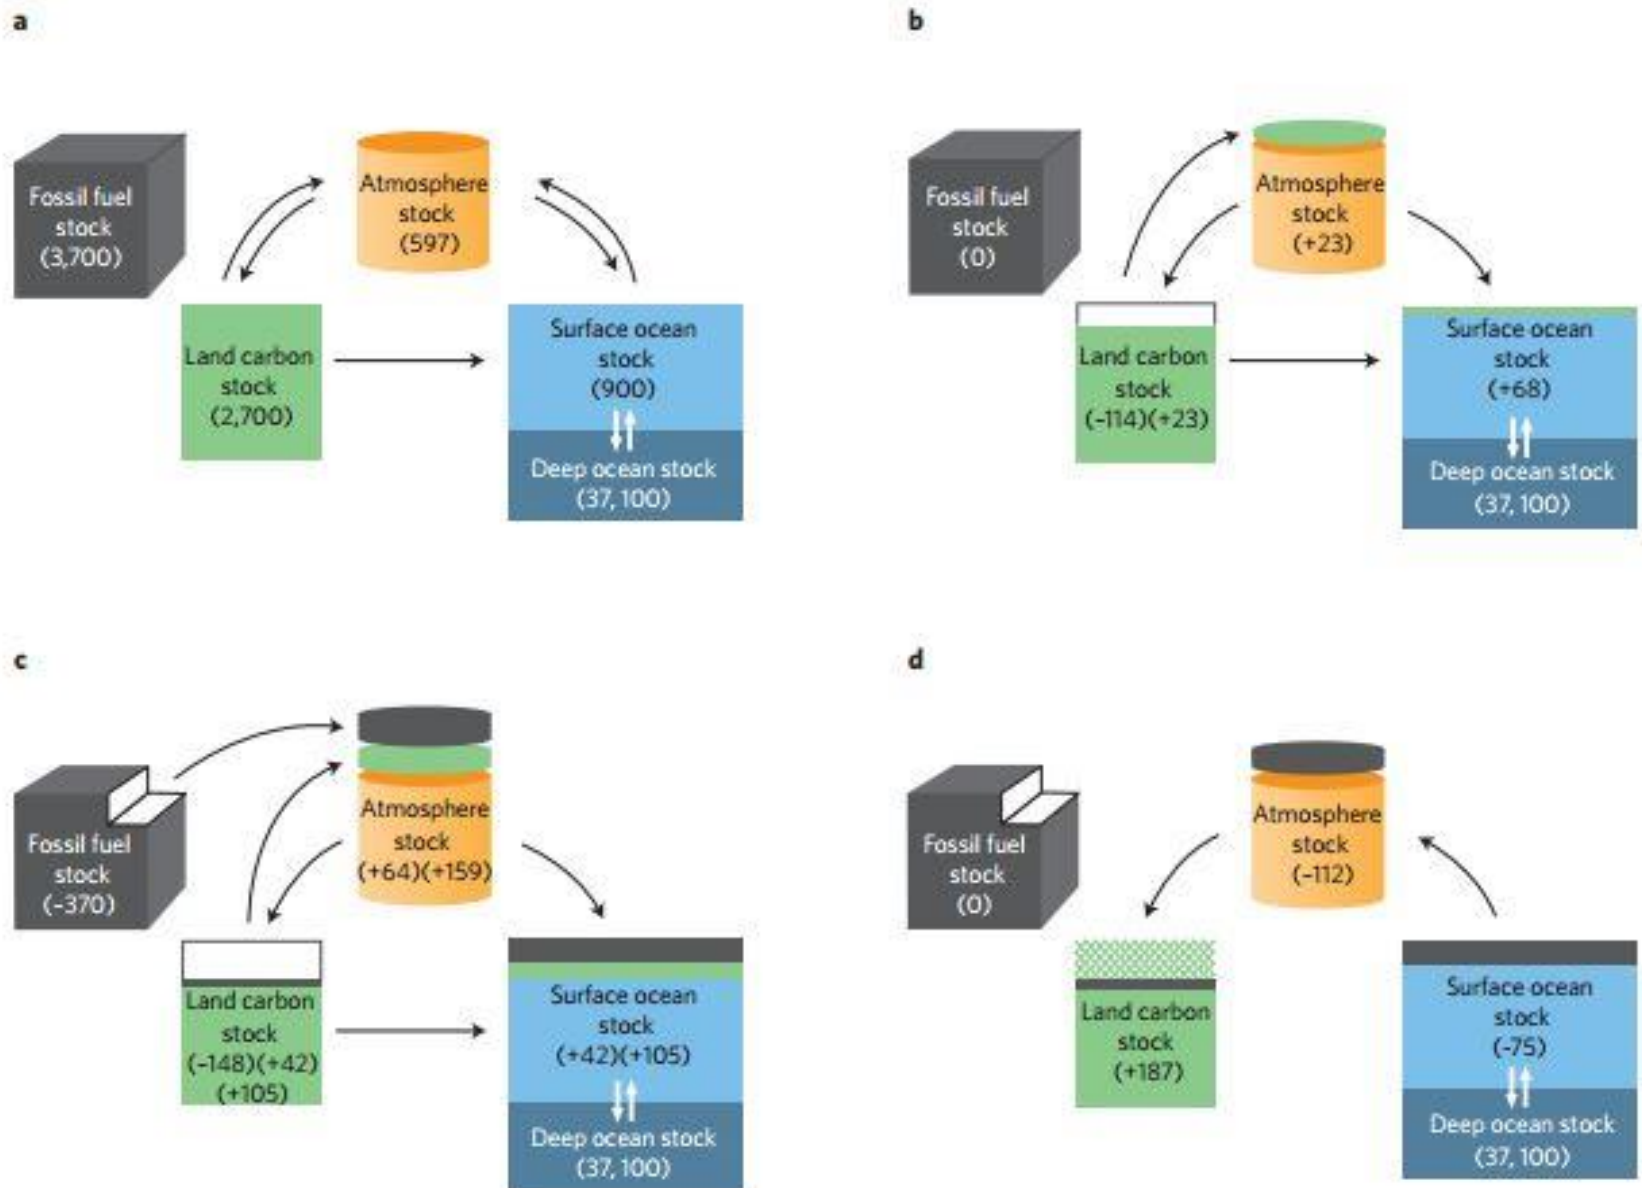 a
Fossil fuel
stock
(3,700)
Atmosphere
stock
(597)
Land carbon
stock
(2,700)
Surface ocean
stock
(900)
Deep ocean stock
(37, 100)
b
Fossil fuel
stock
(0)
Atmosphere
stock
(+23)
Land carbon
stock
(-114)(+23)
Surface ocean
stock
(+68)
Deep ocean stock
(37, 100)
c
Fossil fuel
stock
(-370)
Atmosphere
stock
(+64)(+159)
Land carbon
stock
(-148)(+42)
(+105)
Surface ocean
stock
(+42)(+105)
Deep ocean stock
(37, 100)
d
Fossil fuel
stock
(0)
Atmosphere
stock
(-112)
Land carbon
stock
(+187)
Surface ocean
stock
(-75)
Deep ocean stock
(37, 100)